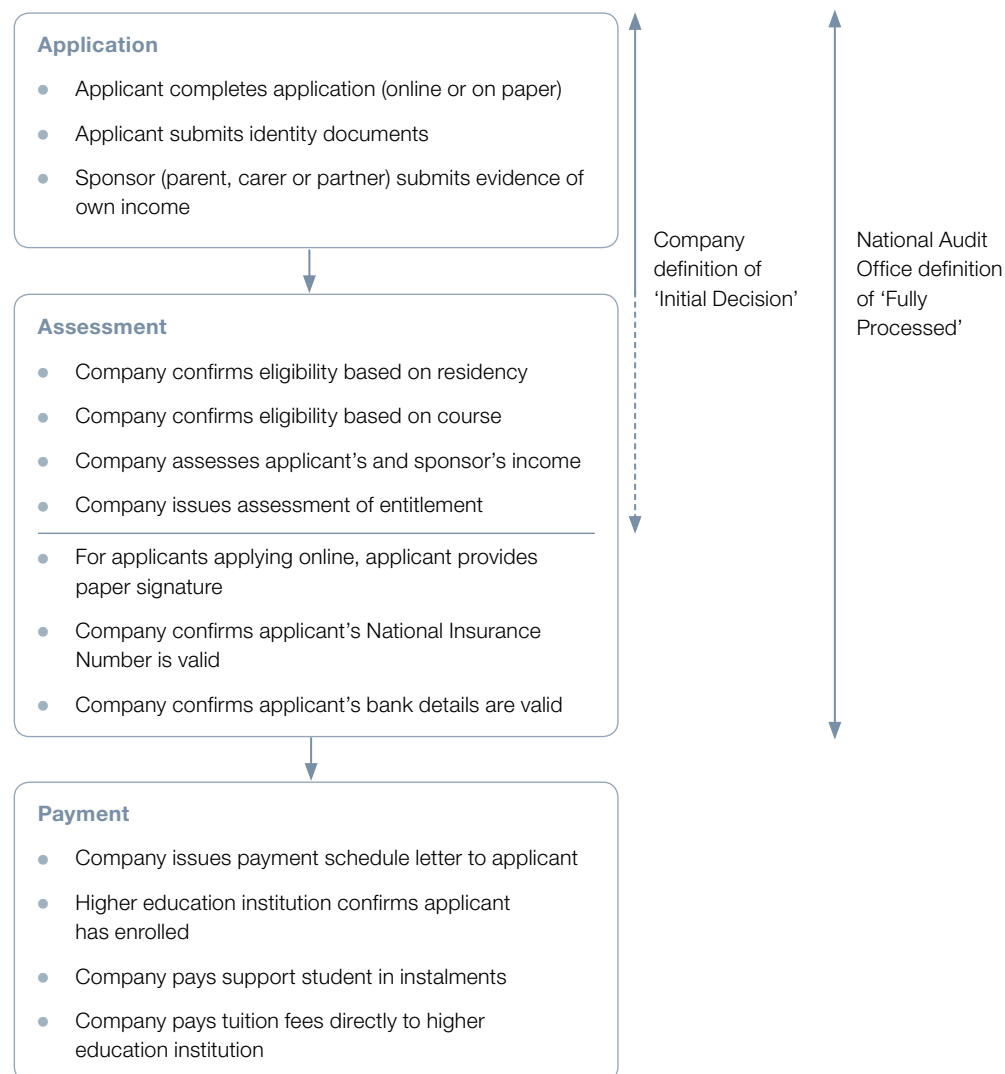 Application
● Applicant completes application (online or on paper)
● Applicant submits identity documents
● Sponsor (parent, carer or partner) submits evidence of
own income
Company
definition of
‘Initial Decision’
National Audit
Office definition
of ‘Fully
Processed’
Assessment
● Company confirms eligibility based on residency
● Company confirms eligibility based on course
● Company assesses applicant’s and sponsor’s income
● Company issues assessment of entitlement
● For applicants applying online, applicant provides
paper signature
● Company confirms applicant’s National Insurance
Number is valid
● Company confirms applicant’s bank details are valid
Payment
● Company issues payment schedule letter to applicant
● Higher education institution confirms applicant
has enrolled
● Company pays support student in instalments
● Company pays tuition fees directly to higher
education institution